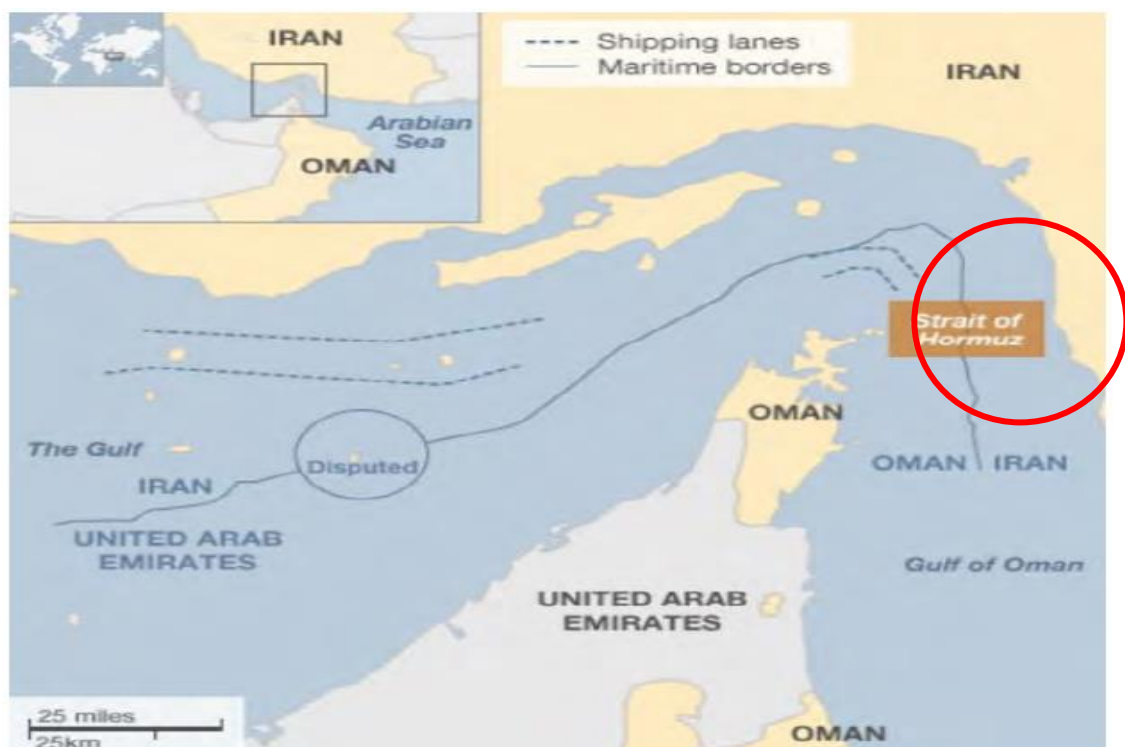 IRAN
Arabian
Sea
OMAN
Shipping lanes
Maritime borders
IRAN
Strait of
Hormuz
OMAN
The Gulf
Disputed
OMAN
IRAN
IRAN
UNITED ARAB
EMIRATES
Gulf of Oman
UNITED ARAB
EMIRATES
25 miles
25km
OMAN